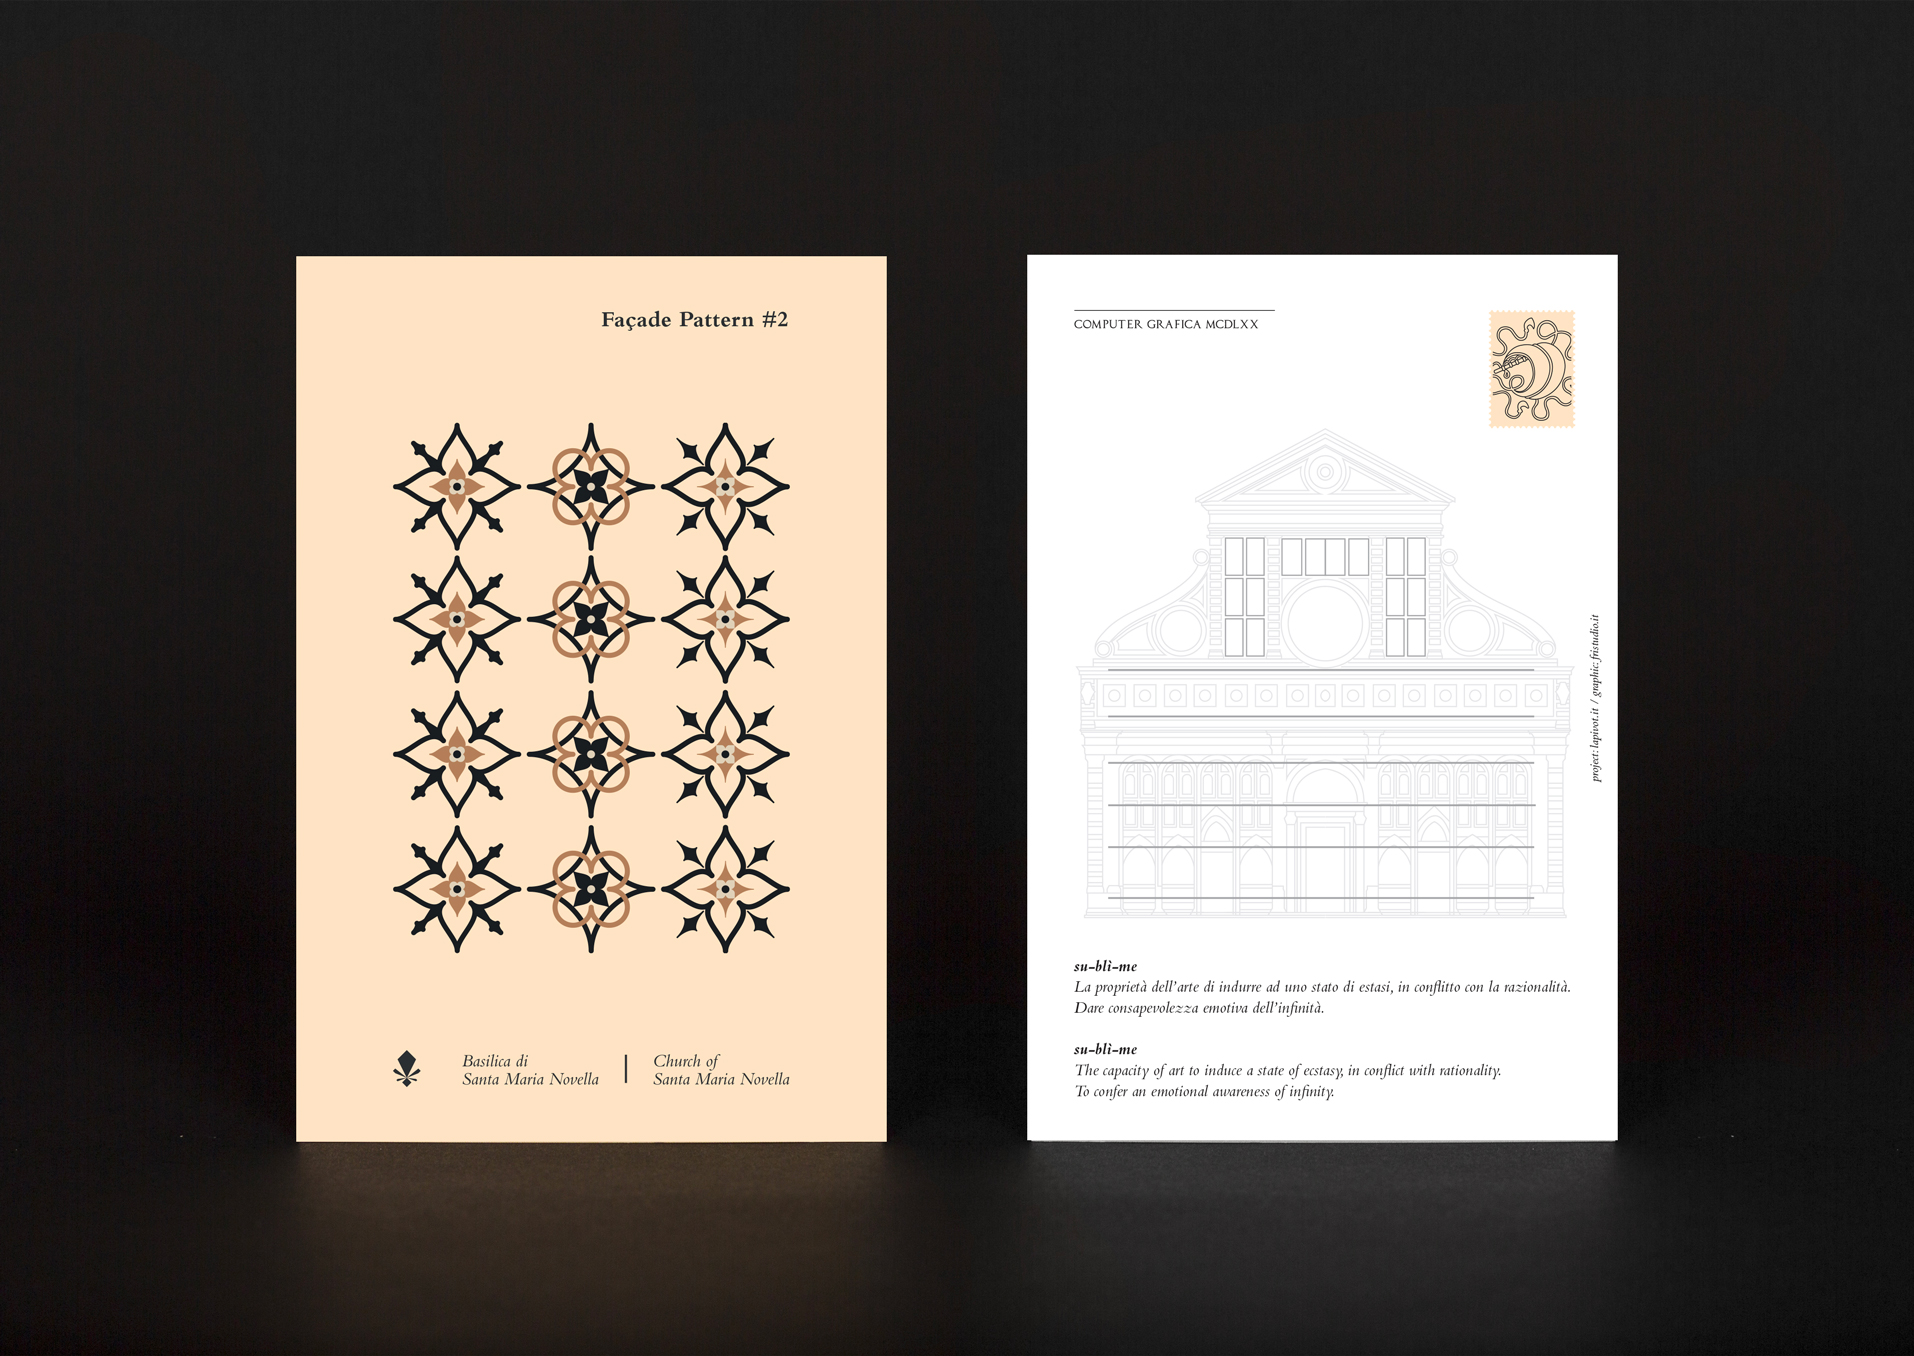 Façade Pattern #2
Basilica di
Santa Maria Novella
Church of
Santa Maria Novella
COMPUTER GRAFICA MCDLXX
project: lapivot.it / graphic: fristudio.it
su-blì-me
La proprietà dell'arte di indurre ad uno stato di estasi, in conflitto con la razionalità.
Dare consapevolezza emotiva dell'infinità.
su-blì-me
The capacity of art to induce a state of ecstasy, in conflict with rationality.
To confer an emotional awareness of infinity.